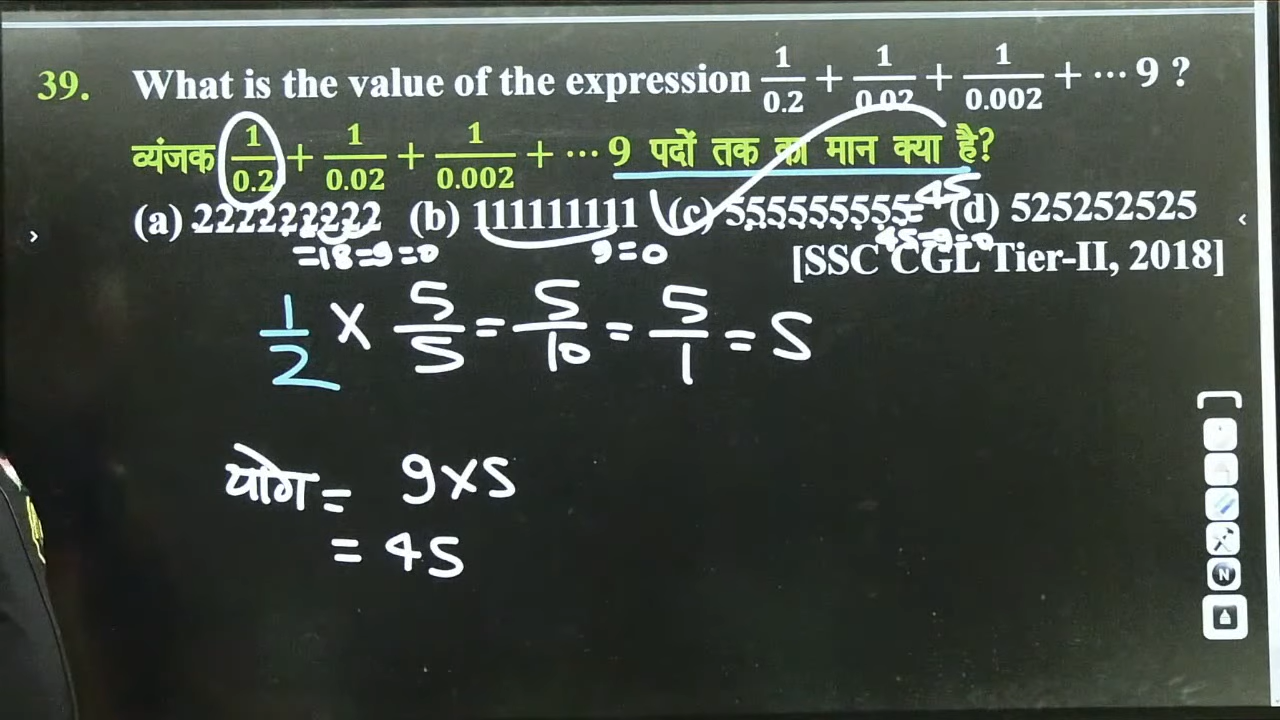 39. What is the value of the expression 1/0.2 + 1/0.02 + 1/0.002 + ... 9 ?
व्यंजक 1/0.2 + 1/0.02 + 1/0.002 + ... 9 पदों तक का मान क्या है?
= 45
(a) 222222222 (b) 111111111 (c) 555555555 (d) 525252525
=18=9=0 9=0 45=9=0
[SSC CGL Tier-II, 2018]
1/2 × 5/5 = 5/10 = 5/1 = 5
योग = 9×5
= 45
N